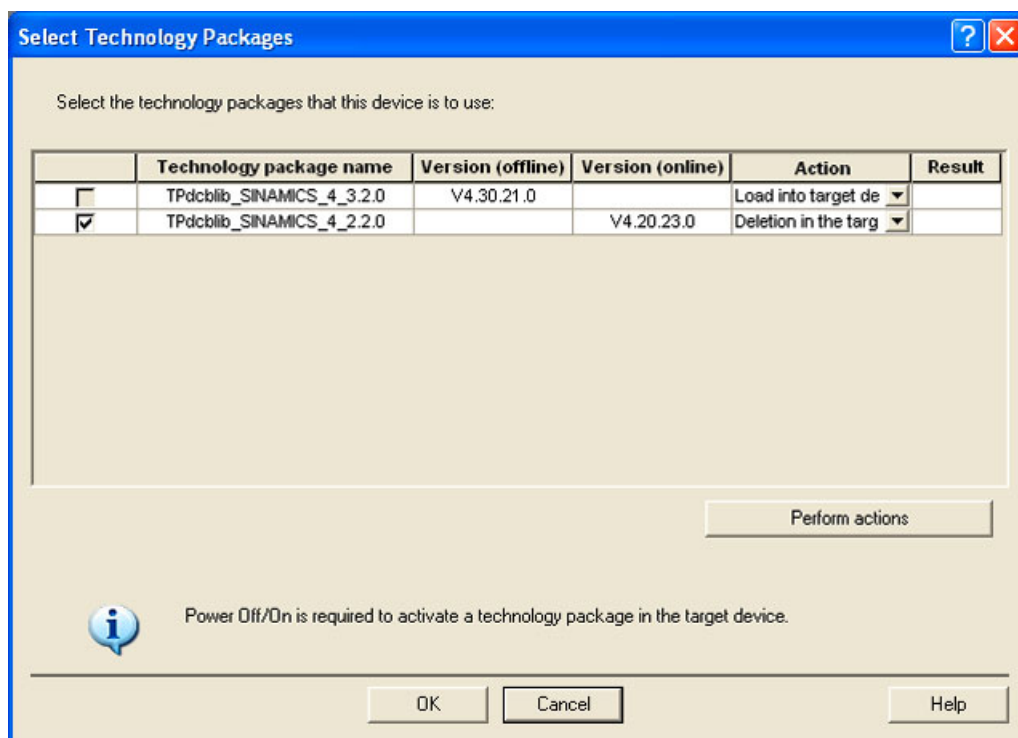 Select Technology Packages
Select the technology packages that this device is to use:
Technology package name Version (offline) Version (online) Action Result
TPdcblib_SINAMICS_4_3.2.0 V4.30.21.0 Load into target de
TPdcblib_SINAMICS_4_2.2.0 V4.20.23.0 Deletion in the targ
Perform actions
Power Off/On is required to activate a technology package in the target device.
OK Cancel Help